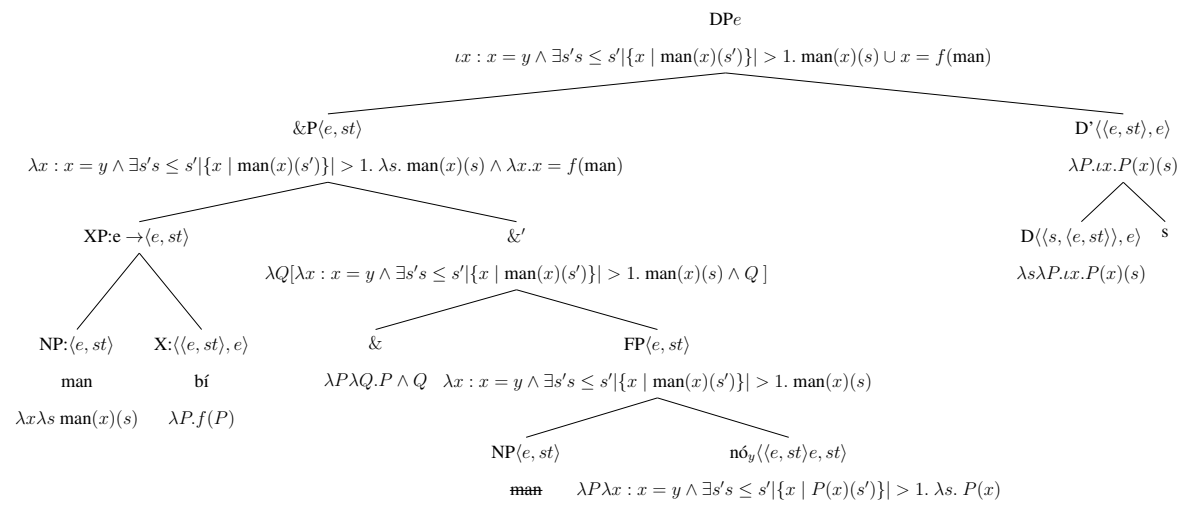 DPe
ιx : x = y ∧ ∃s′s ≤ s′|{x | man(x)(s′)}| > 1. man(x)(s) ∪ x = f(man)
&P⟨e, st⟩ D’⟨⟨e, st⟩, e⟩
λx : x = y ∧ ∃s′s ≤ s′|{x | man(x)(s′)}| > 1. λs. man(x)(s) ∧ λx.x = f(man) λP.ιx.P(x)(s)
XP:e →⟨e, st⟩ &′ D⟨⟨s, ⟨e, st⟩⟩, e⟩ s
λQ[λx : x = y ∧ ∃s′s ≤ s′|{x | man(x)(s′)}| > 1. man(x)(s) ∧ Q ] λsλP.ιx.P(x)(s)
NP:⟨e, st⟩ X:⟨⟨e, st⟩, e⟩ & FP⟨e, st⟩
man bí λPλQ.P ∧ Q λx : x = y ∧ ∃s′s ≤ s′|{x | man(x)(s′)}| > 1. man(x)(s)
λxλs man(x)(s) λP.f(P)
NP⟨e, st⟩ nó_y⟨⟨e, st⟩e, st⟩
man λPλx : x = y ∧ ∃s′s ≤ s′|{x | P(x)(s′)}| > 1. λs. P(x)